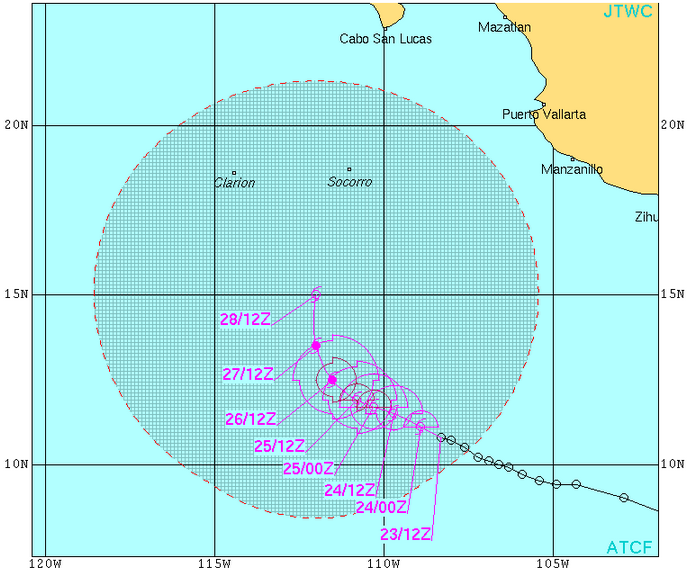 JTWC
Cabo San Lucas
Mazatlan
Puerto Vallarta
20N
20N
Manzanillo
Clarion
Socorro
Zihu
15N
15N
28/12Z
27/12Z
26/12Z
25/12Z
25/00Z
24/12Z
24/00Z
23/12Z
10N
10N
ATCF
120W
115W
110W
105W